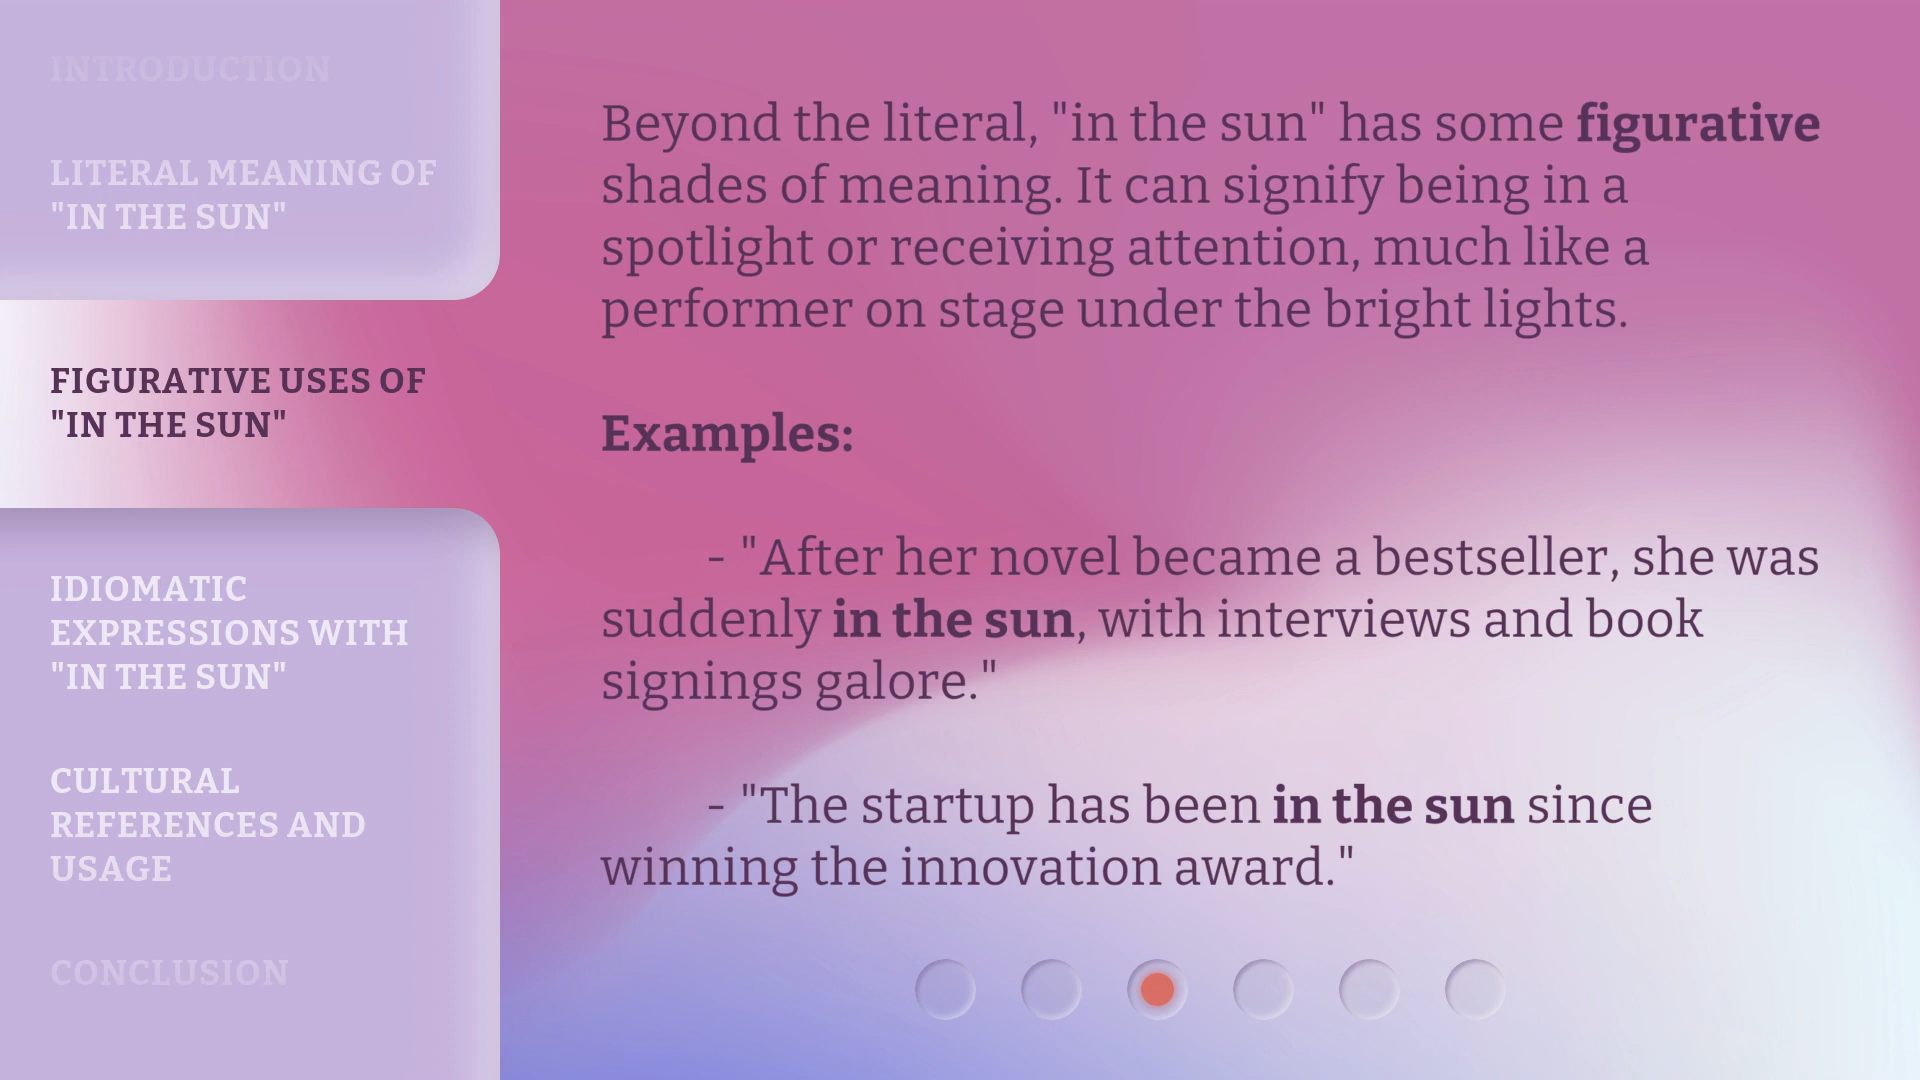 INTRODUCTION
LITERAL MEANING OF
"IN THE SUN"
FIGURATIVE USES OF
"IN THE SUN"
IDIOMATIC
EXPRESSIONS WITH
"IN THE SUN"
CULTURAL
REFERENCES AND
USAGE
CONCLUSION
Beyond the literal, "in the sun" has some figurative
shades of meaning. It can signify being in a
spotlight or receiving attention, much like a
performer on stage under the bright lights.
Examples:
- "After her novel became a bestseller, she was
suddenly in the sun, with interviews and book
signings galore."
- "The startup has been in the sun since
winning the innovation award."